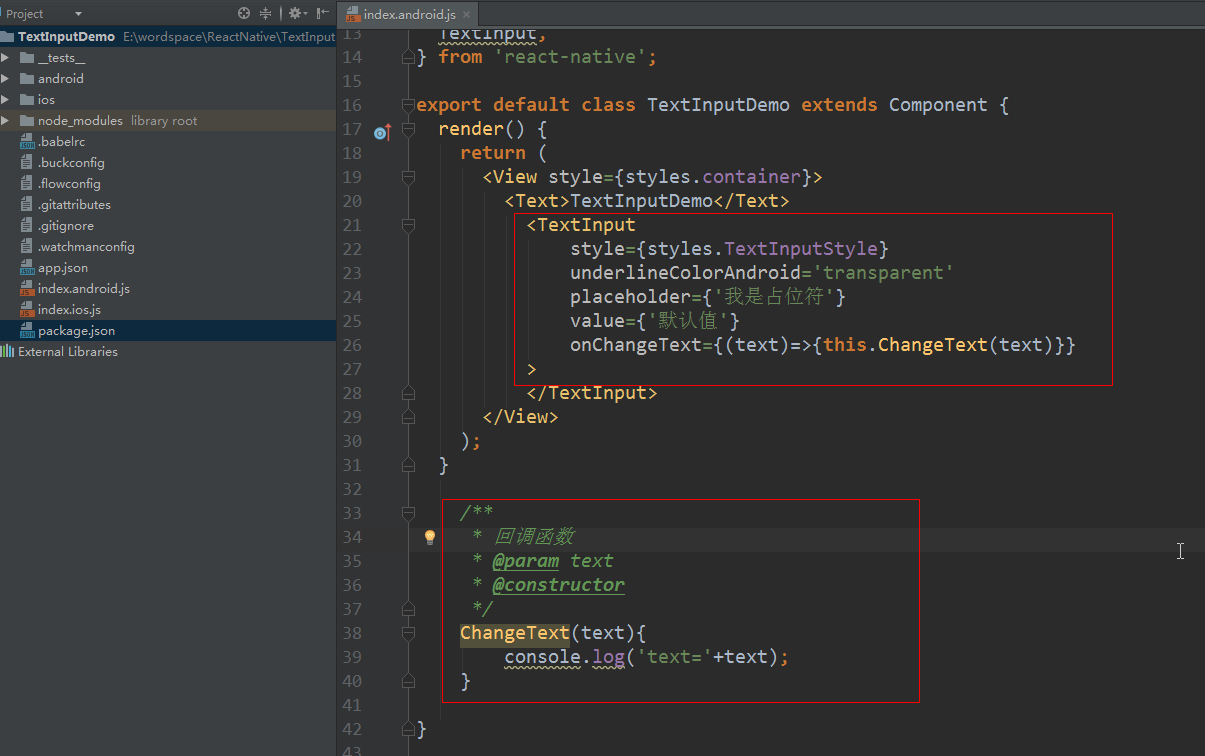 Project
index.android.js
TextInputDemo E:\wordspace\ReactNative\TextInput
__tests__
android
ios
node_modules library root
.babelrc
.buckconfig
.flowconfig
.gitattributes
.gitignore
.watchmanconfig
app.json
index.android.js
index.ios.js
package.json
External Libraries
13 TextInput,
14 } from 'react-native';
15
16 export default class TextInputDemo extends Component {
17 render() {
18 return (
19 <View style={styles.container}>
20 <Text>TextInputDemo</Text>
21 <TextInput
22 style={styles.TextInputStyle}
23 underlineColorAndroid='transparent'
24 placeholder={'我是占位符'}
25 value={'默认值'}
26 onChangeText={(text)=>{this.ChangeText(text)}}
27 >
28 </TextInput>
29 </View>
30 );
31 }
32
33 /**
34 * 回调函数
35 * @param text
36 * @constructor
37 */
38 ChangeText(text){
39 console.log('text='+text);
40 }
41
42 }
43